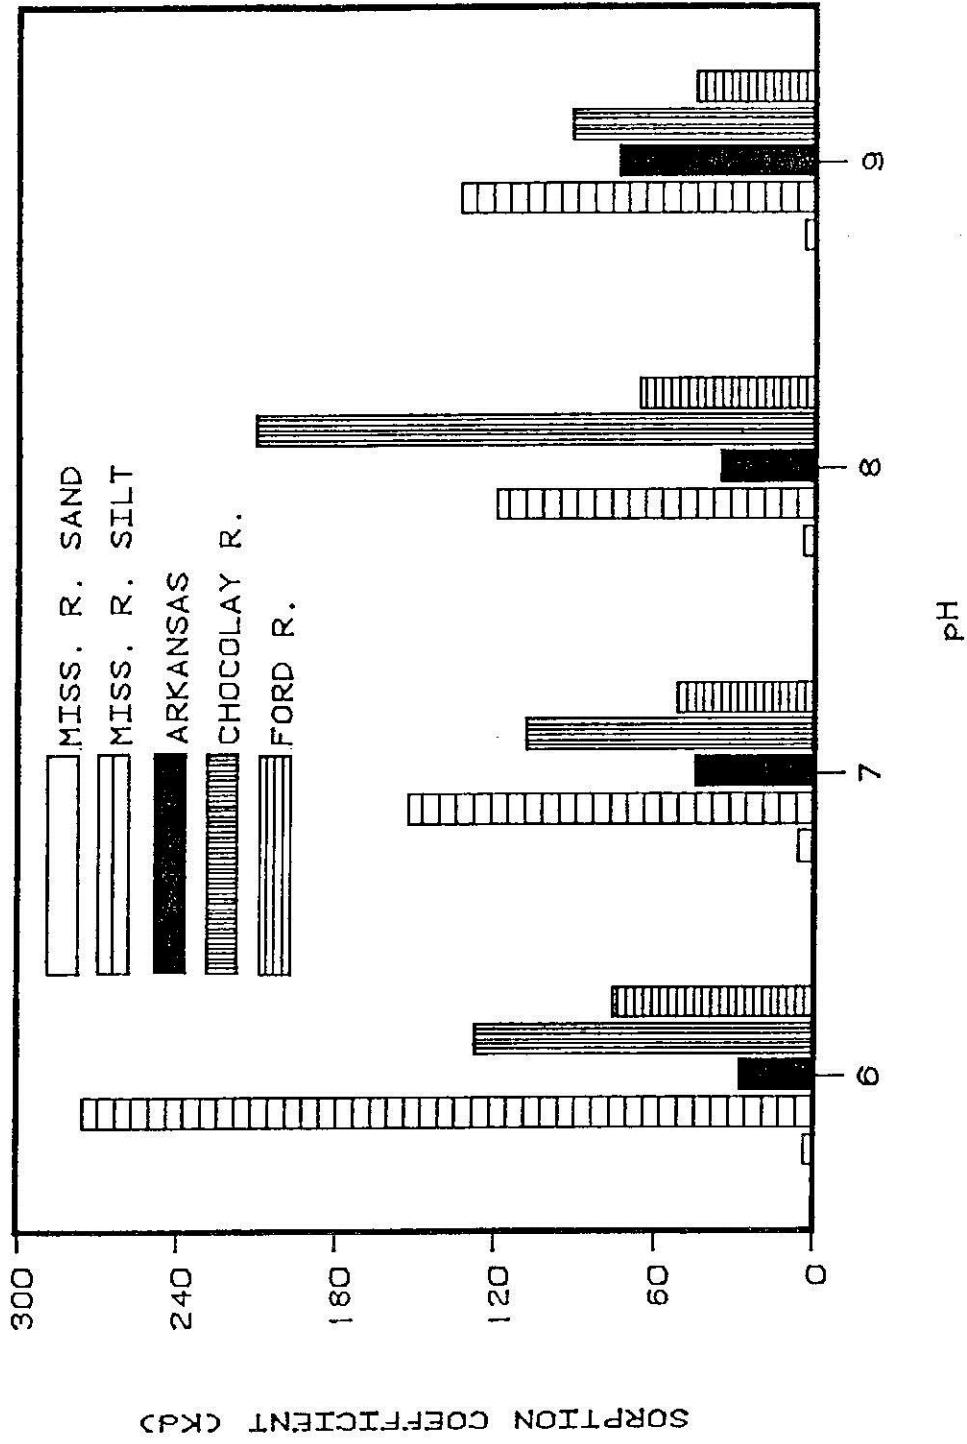 SORPTION COEFFICIENT (Kd)
300
240
180
120
60
0
MISS. R. SAND
MISS. R. SILT
ARKANSAS
CHOCOLAY R.
FORD R.
6
7
8
9
pH